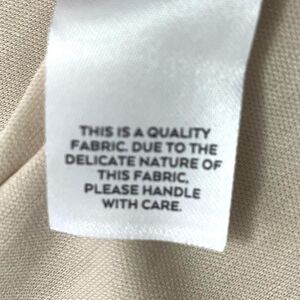 THIS IS A QUALITY
FABRIC. DUE TO THE
DELICATE NATURE OF
THIS FABRIC,
PLEASE HANDLE
WITH CARE.